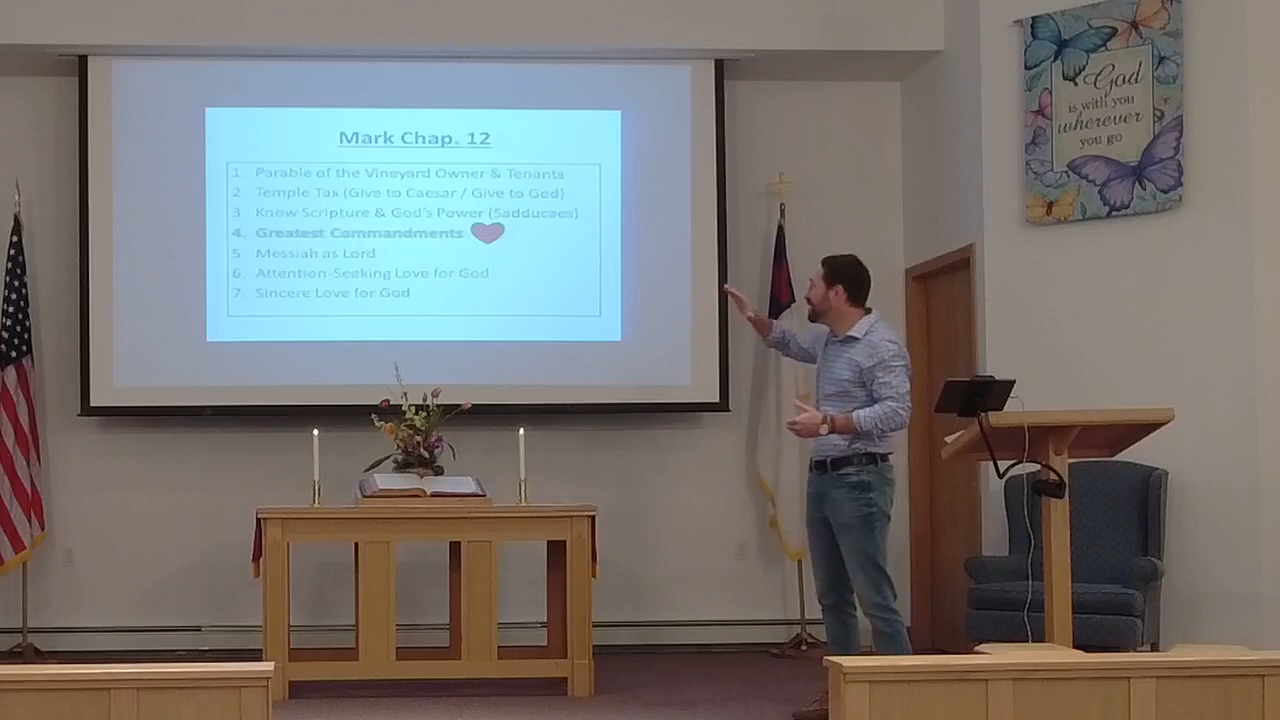 Mark Chap. 12
1. Parable of the Vineyard Owner & Tenants
2. Temple Tax (Give to Caesar / Give to God)
3. Know Scripture & God's Power (Sadducees)
4. Greatest Commandments
5. Messiah as Lord
6. Attention-Seeking Love for God
7. Sincere Love for God
God
is with you
wherever
you go